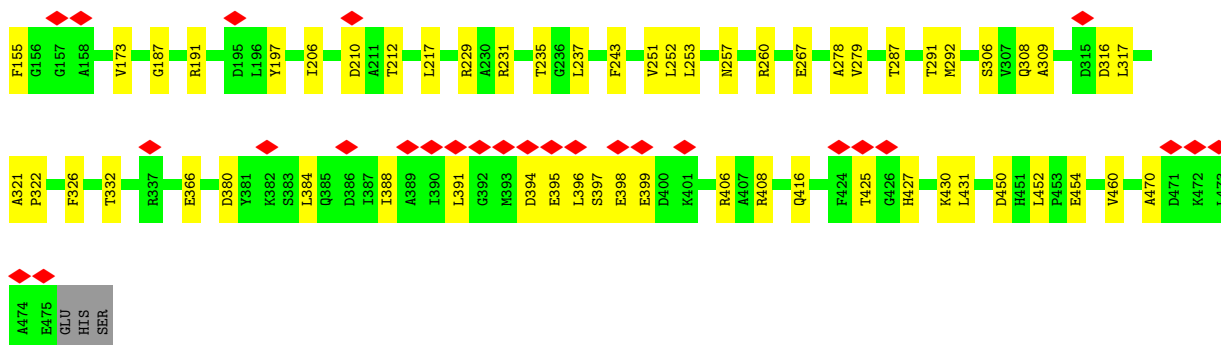 F155 G156 G157 A158 V173 G187 R191 D195 L196 Y197 I206 D210 A211 T212 L217 R229 A230 R231 T235 G236 L237 F243 V251 L252 L253 N257 R260 E267 A278 V279 T287 T291 M292 S306 V307 Q308 A309 D315 D316 L317
A321 P322 F326 T332 R337 E366 D380 Y381 K382 S383 L384 Q385 D386 I387 I388 A389 I390 L391 G392 M393 D394 E395 L396 S397 E398 E399 D400 K401 R406 A407 R408 Q416 F424 T425 G426 H427 K430 L431 D450 H451 L452 P453 E454 V460 A470 D471 K472
A474 E475 GLU HIS SER